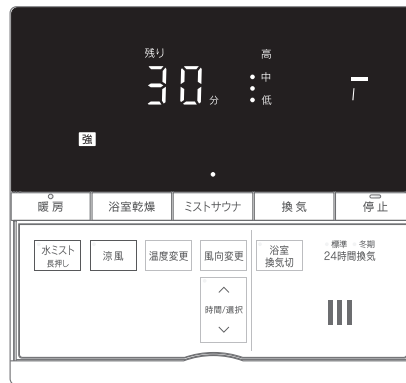 残り 高
30分 中
低
強
暖房 浴室乾燥 ミストサウナ 換気 停止
水ミスト 涼風 温度変更 風向変更 浴室 標準 冬期
長押し 換気切 24時間換気
時間/選択